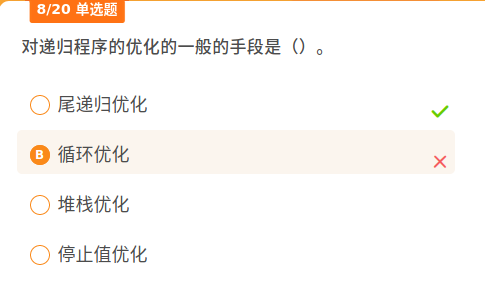 8/20 单选题
对递归程序的优化的一般的手段是（）。
尾递归优化
B 循环优化
堆栈优化
停止值优化